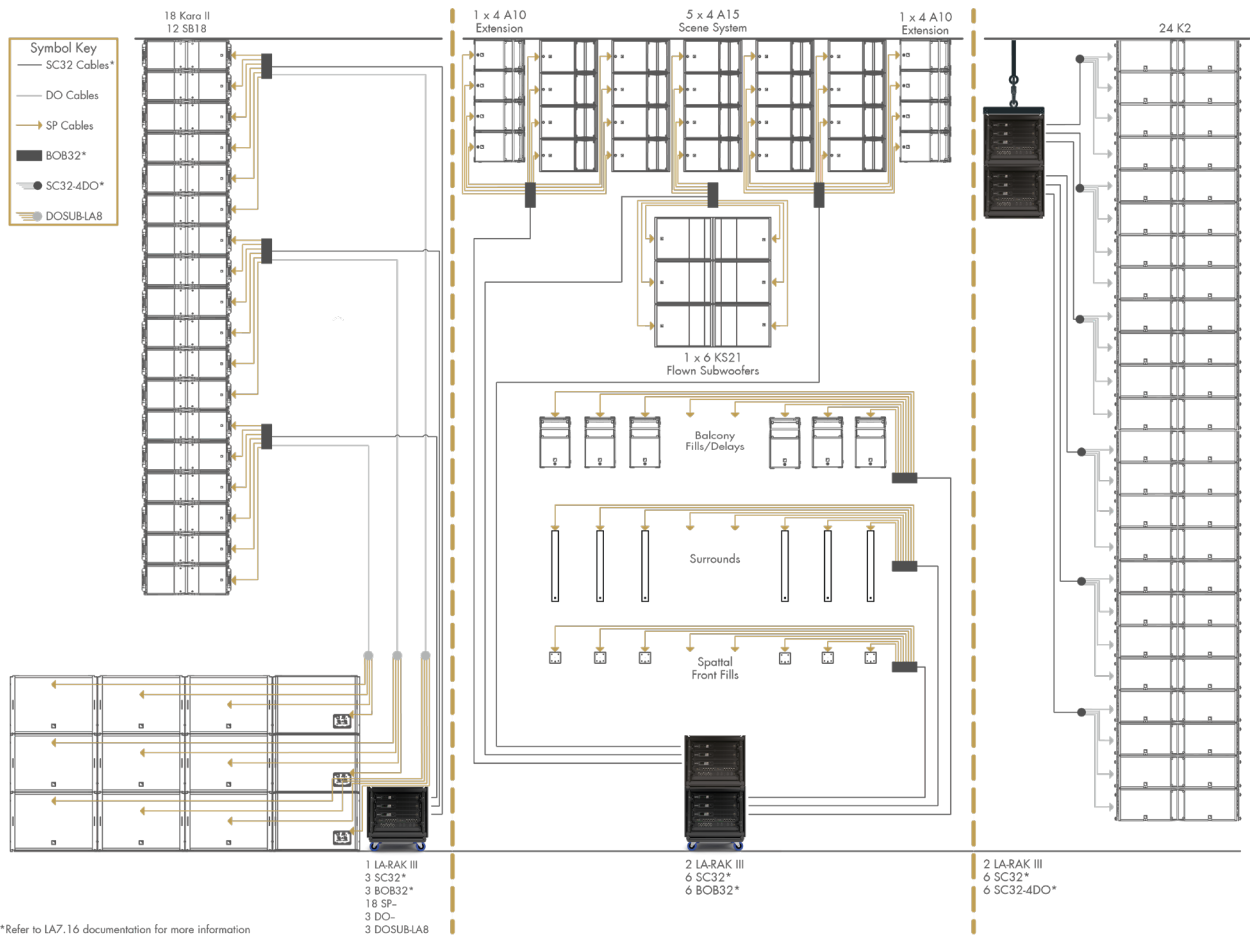 18 Kara II
12 SB18
1 x 4 A10
Extension
5 x 4 A15
Scene System
1 x 4 A10
Extension
24 K2
Symbol Key
SC32 Cables*
DO Cables
SP Cables
BOB32*
SC32-4DO*
DOSUB-LA8
1 x 6 KS21
Flown Subwoofers
Balcony
Fills/Delays
Surrounds
Spattal
Front Fills
1 LA-RAK III
3 SC32*
3 BOB32*
18 SP-
3 DO-
3 DOSUB-LA8
2 LA-RAK III
6 SC32*
6 BOB32*
2 LA-RAK III
6 SC32*
6 SC32-4DO*
*Refer to LA7.16 documentation for more information